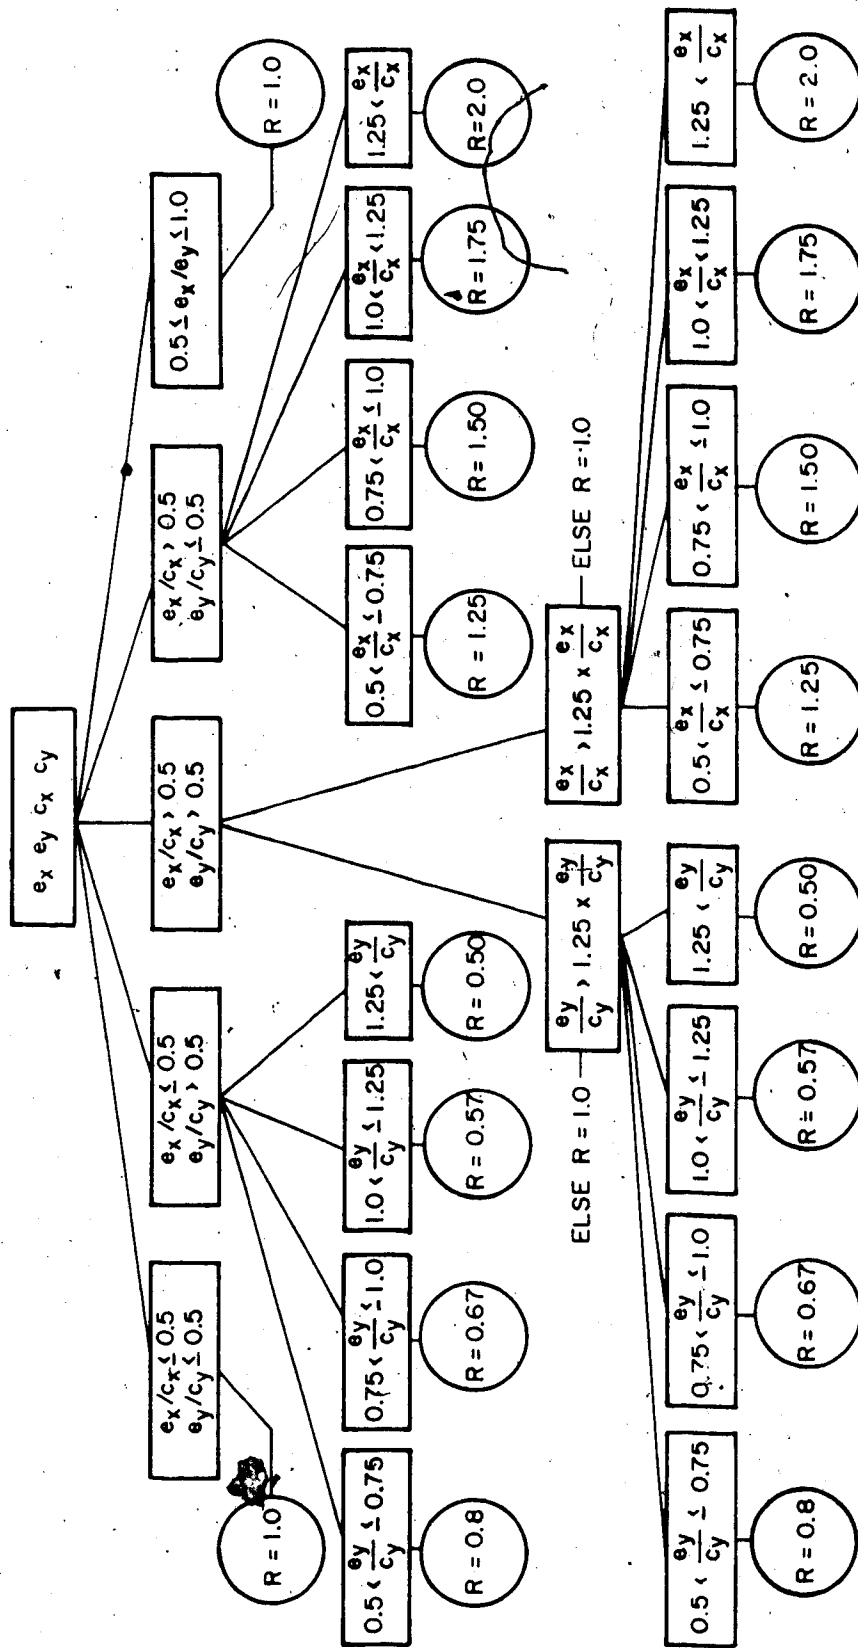 e_x e_y c_x c_y
e_x/c_x ≤ 0.5
e_y/c_y ≤ 0.5
e_x/c_x ≤ 0.5
e_y/c_y > 0.5
e_x/c_x > 0.5
e_y/c_y > 0.5
e_x/c_x > 0.5
e_y/c_y ≤ 0.5
0.5 ≤ e_x/e_y ≤ 1.0
R = 1.0
R = 1.0
0.5 < e_y/c_y ≤ 0.75
0.75 < e_y/c_y ≤ 1.0
1.0 < e_y/c_y ≤ 1.25
1.25 < e_y/c_y
0.5 < e_x/c_x ≤ 0.75
0.75 < e_x/c_x ≤ 1.0
1.0 < e_x/c_x < 1.25
1.25 < e_x/c_x
R = 0.8
R = 0.67
R = 0.57
R = 0.50
R = 1.25
R = 1.50
R = 1.75
R = 2.0
ELSE R = 1.0
e_y/c_y > 1.25 x e_y/c_y
e_x/c_x > 1.25 x e_x/c_x
ELSE R = 1.0
0.5 < e_y/c_y ≤ 0.75
0.75 < e_y/c_y ≤ 1.0
1.0 < e_y/c_y ≤ 1.25
1.25 < e_y/c_y
0.5 < e_x/c_x ≤ 0.75
0.75 < e_x/c_x ≤ 1.0
1.0 < e_x/c_x < 1.25
1.25 < e_x/c_x
R = 0.8
R = 0.67
R = 0.57
R = 0.50
R = 1.25
R = 1.50
R = 1.75
R = 2.0